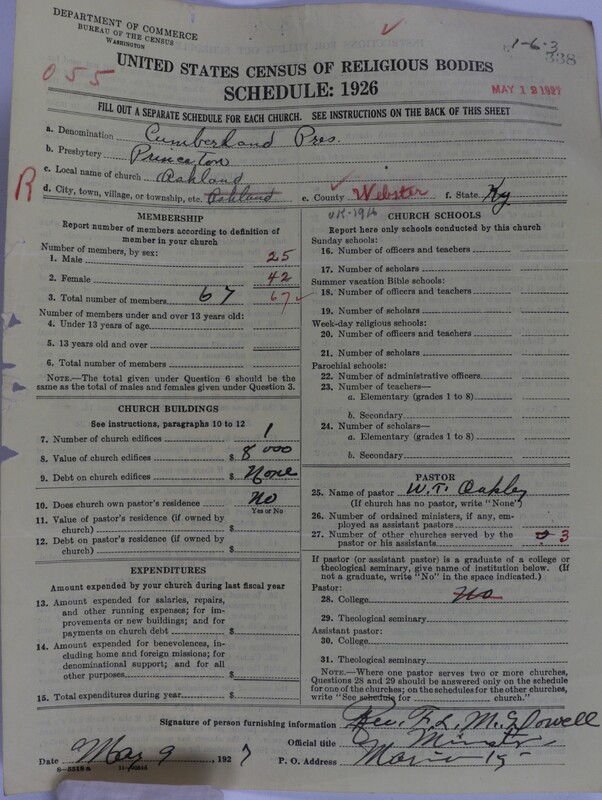 DEPARTMENT OF COMMERCE
BUREAU OF THE CENSUS
WASHINGTON
1-6-3
338
055
MAY 18 1927
UNITED STATES CENSUS OF RELIGIOUS BODIES
SCHEDULE: 1926
FILL OUT A SEPARATE SCHEDULE FOR EACH CHURCH. SEE INSTRUCTIONS ON THE BACK OF THIS SHEET
a. Denomination Cumberland Pres.
b. Presbytery Princeton
c. Local name of church Ashland
R d. City, town, village, or township, etc. Ashland e. County Webster f. State Ky
MEMBERSHIP
Report number of members according to definition of
member in your church
Number of members, by sex:
1. Male 25
2. Female 42
3. Total number of members 67 67
Number of members under and over 13 years old:
4. Under 13 years of age
5. 13 years old and over
6. Total number of members
NOTE.—The total given under Question 6 should be
the same as the total of males and females given under Question 3.
CHURCH BUILDINGS
See instructions, paragraphs 10 to 12
7. Number of church edifices 1
8. Value of church edifices $ 8000
9. Debt on church edifices $ None
10. Does church own pastor's residence No
Yes or No
11. Value of pastor's residence (if owned by
church) $
12. Debt on pastor's residence (if owned by
church) $
EXPENDITURES
Amount expended by your church during last fiscal year
13. Amount expended for salaries, repairs,
and other running expenses; for im-
provements or new buildings; and for
payments on church debt $
14. Amount expended for benevolences, in-
cluding home and foreign missions; for
denominational support; and for all
other purposes $
15. Total expenditures during year $
CHURCH SCHOOLS
Report here only schools conducted by this church
Sunday schools:
16. Number of officers and teachers
17. Number of scholars
Summer vacation Bible schools:
18. Number of officers and teachers
19. Number of scholars
Week-day religious schools:
20. Number of officers and teachers
21. Number of scholars
Parochial schools:
22. Number of administrative officers
23. Number of teachers—
a. Elementary (grades 1 to 8)
b. Secondary
24. Number of scholars—
a. Elementary (grades 1 to 8)
b. Secondary
PASTOR
25. Name of pastor W. T. Oakley
(If church has no pastor, write "None")
26. Number of ordained ministers, if any, em-
ployed as assistant pastors
27. Number of other churches served by the
pastor or his assistants 3
If pastor (or assistant pastor) is a graduate of a college or
theological seminary, give name of institution below. (If
not a graduate, write "No" in the space indicated.)
Pastor:
28. College No
29. Theological seminary
Assistant pastor:
30. College
31. Theological seminary
NOTE.—Where one pastor serves two or more churches,
Questions 28 and 29 should be answered only on the schedule
for one of the churches; on the schedules for the other churches,
write "See schedule for church."
Signature of person furnishing information Rev. F. L. McDowell
Official title Minstr
Date May 9, 1927 P. O. Address Marion Ky